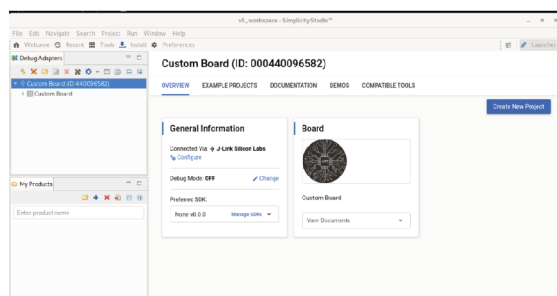 v5_workspace - Simplicity Studio™
File Edit Navigate Search Project Run Window Help
Welcome Recent Tools Install Preferences
Launcher
Debug Adapters
Custom Board (ID: 440096582)
Custom Board
My Products
Enter product name
Custom Board (ID: 000440096582)
OVERVIEW EXAMPLE PROJECTS DOCUMENTATION DEMOS COMPATIBLE TOOLS
Create New Project
General Information
Connected Via: J-Link Silicon Labs
Configure
Debug Mode: OFF Change
Preferred SDK:
None v0.0.0 Manage SDKs
Board
Custom Board
View Documents